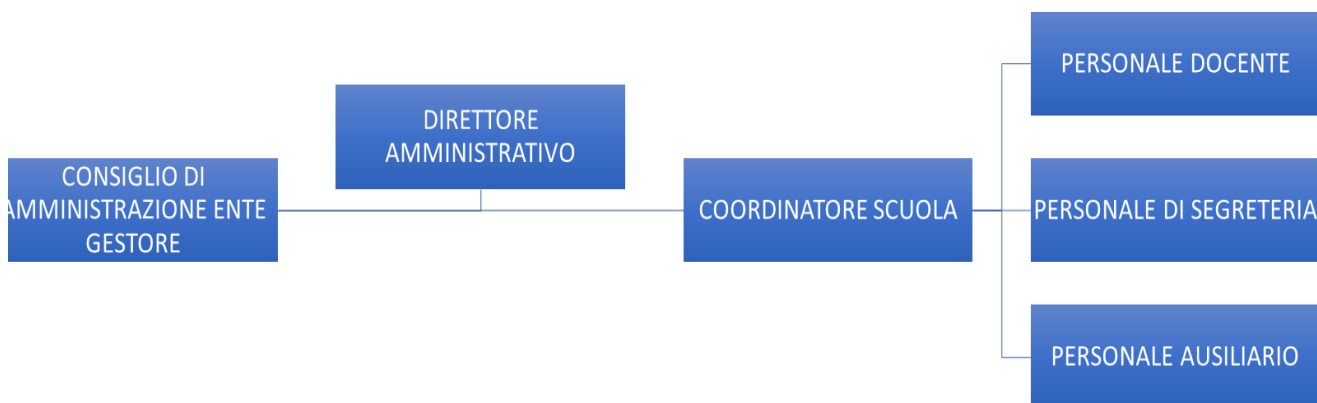 CONSIGLIO DI
AMMINISTRAZIONE ENTE
GESTORE
DIRETTORE
AMMINISTRATIVO
COORDINATORE SCUOLA
PERSONALE DOCENTE
PERSONALE DI SEGRETERIA
PERSONALE AUSILIARIO